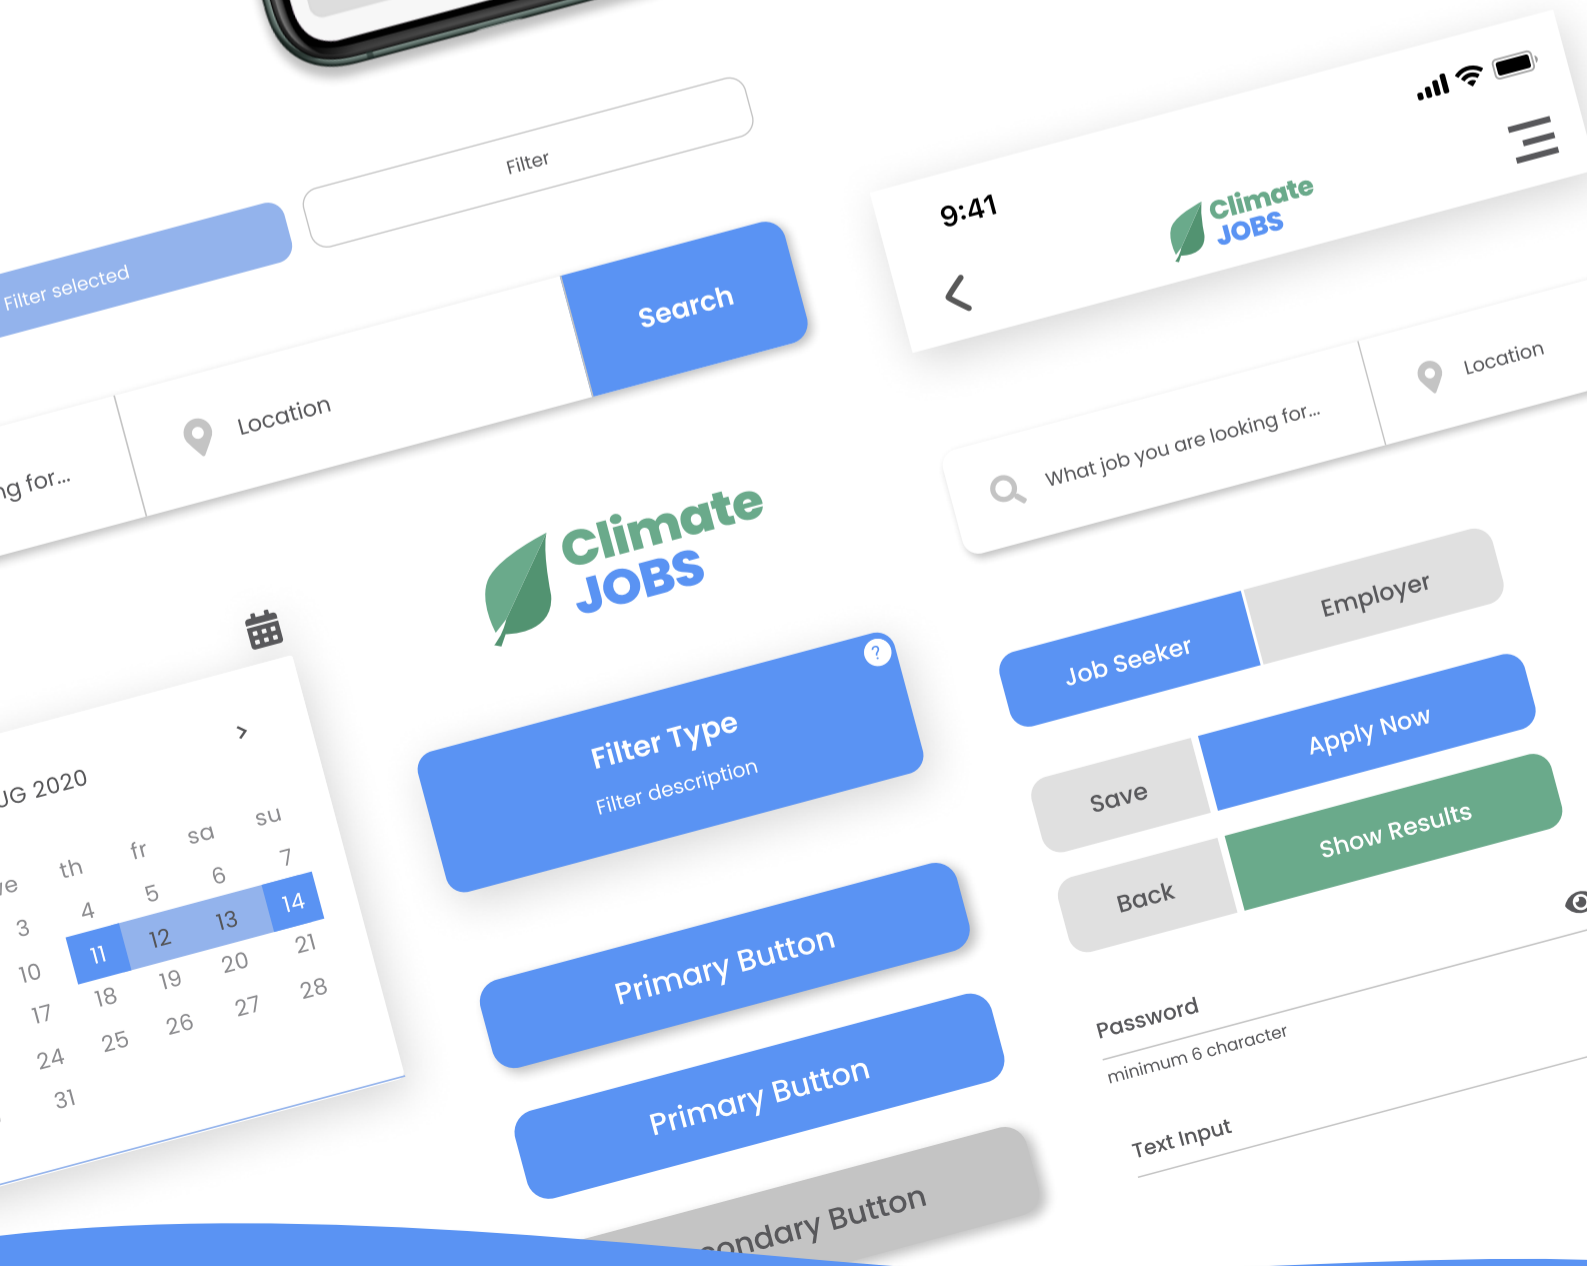 Filter
Filter selected
Search
Location
ng for...
Climate
JOBS
9:41
Climate
JOBS
What job you are looking for...
Location
Job Seeker
Employer
Save
Apply Now
Back
Show Results
Password
minimum 6 character
Text Input
?
Filter Type
Filter description
Primary Button
Primary Button
ondary Button
UG 2020
th fr sa su
3 4 5 6 7
10 11 12 13 14
17 18 19 20 21
24 25 26 27 28
31